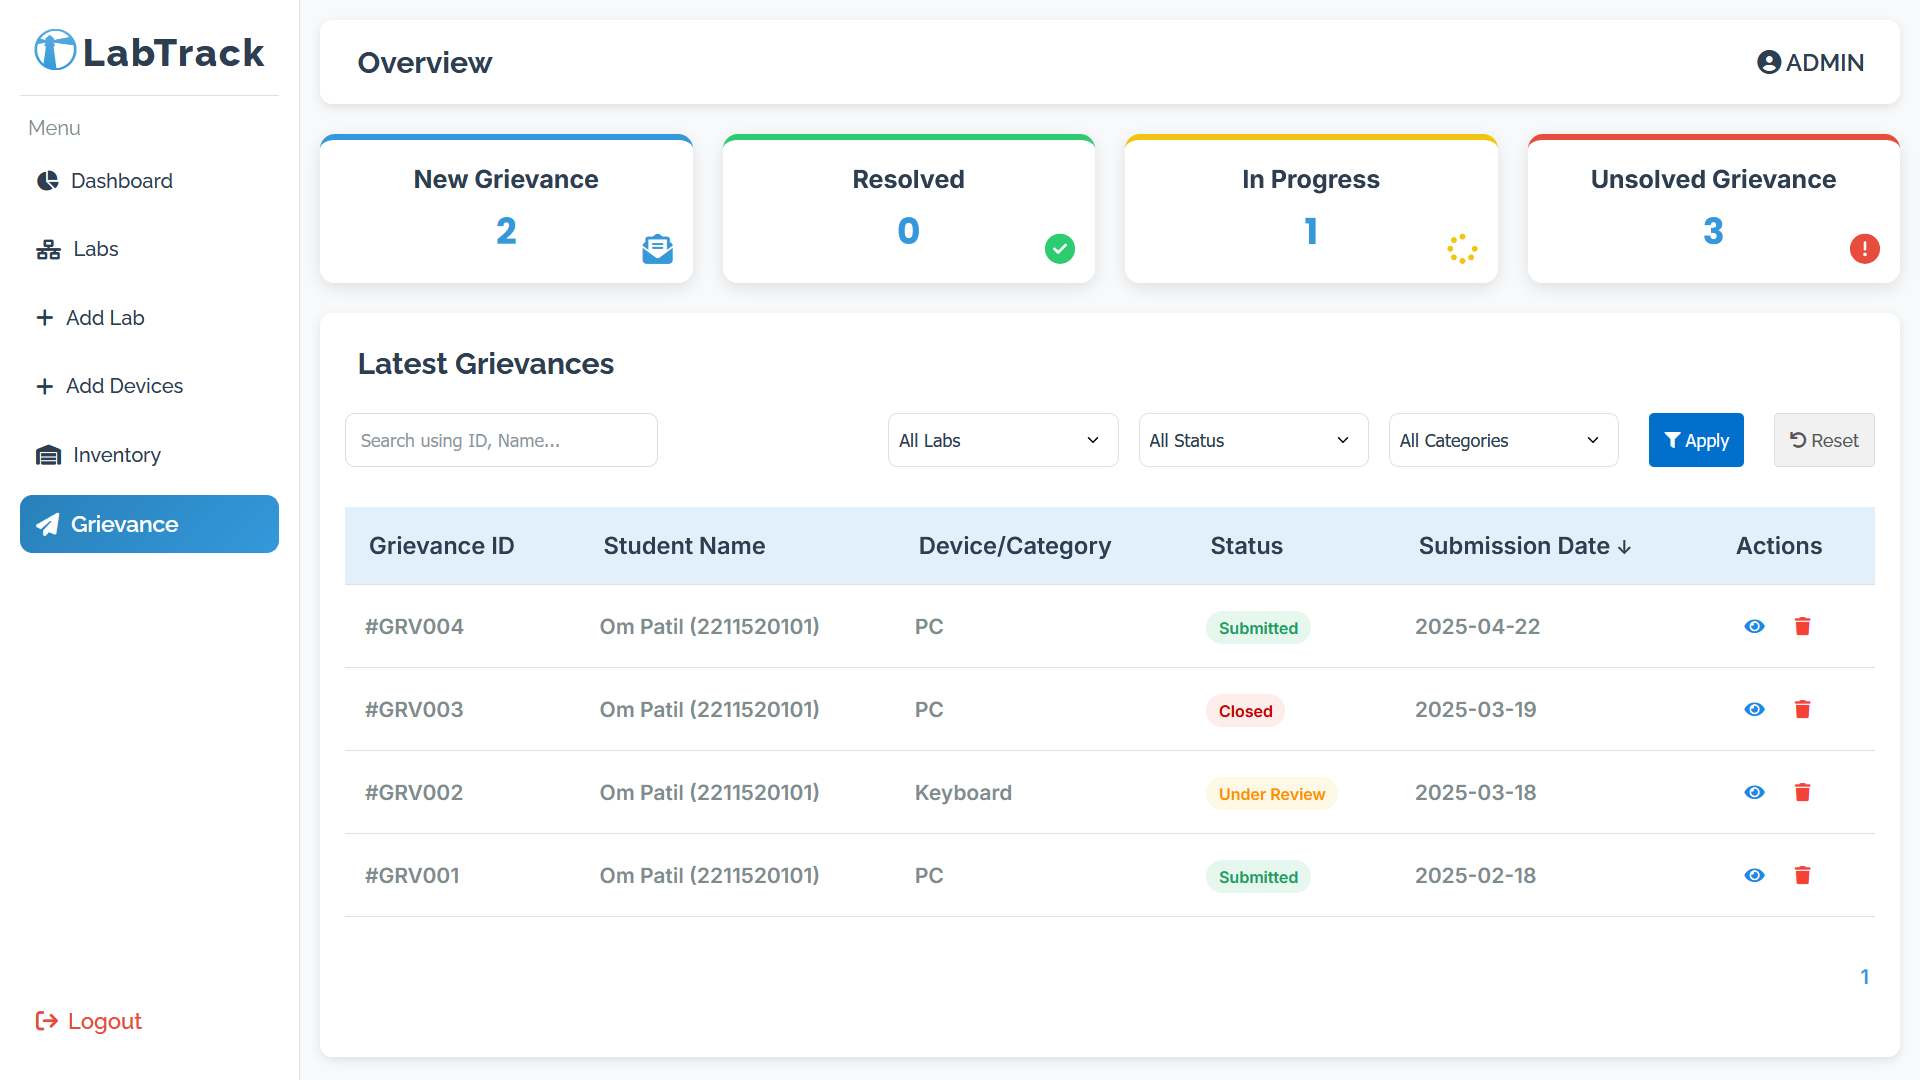 LabTrack
Menu
Dashboard
Labs
Add Lab
Add Devices
Inventory
Grievance
Logout
Overview
ADMIN
New Grievance
2
Resolved
0
In Progress
1
Unsolved Grievance
3
Latest Grievances
Search using ID, Name... All Labs All Status All Categories Apply Reset
Grievance ID Student Name Device/Category Status Submission Date ↓ Actions
#GRV004 Om Patil (2211520101) PC Submitted 2025-04-22
#GRV003 Om Patil (2211520101) PC Closed 2025-03-19
#GRV002 Om Patil (2211520101) Keyboard Under Review 2025-03-18
#GRV001 Om Patil (2211520101) PC Submitted 2025-02-18
1